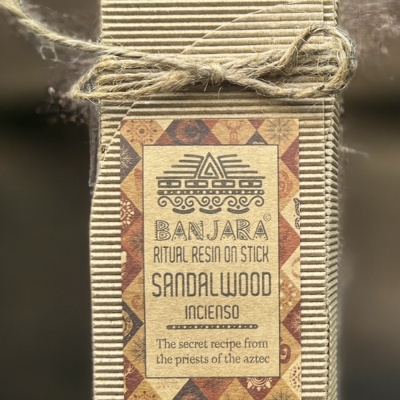 BANJARA©
RITUAL RESIN ON STICK
SANDALWOOD
INCIENSO
The secret recipe from
the priests of the aztec